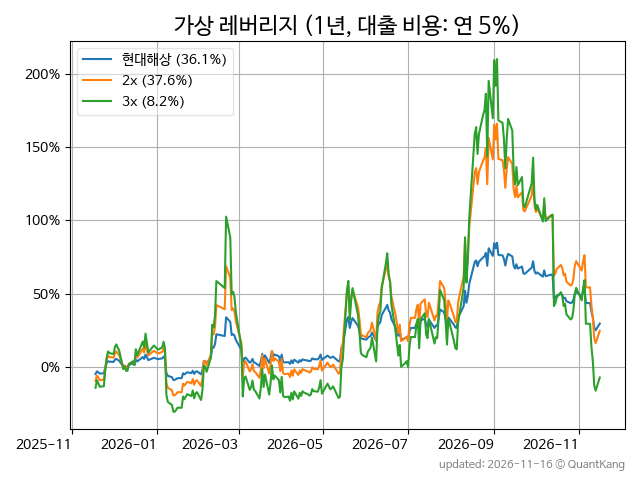 가상 레버리지 (1년, 대출 비용: 연 5%)
현대해상 (36.1%)
2x (37.6%)
3x (8.2%)
200%
150%
100%
50%
0%
2025-11 2026-01 2026-03 2026-05 2026-07 2026-09 2026-11
updated: 2026-11-16 © QuantKang